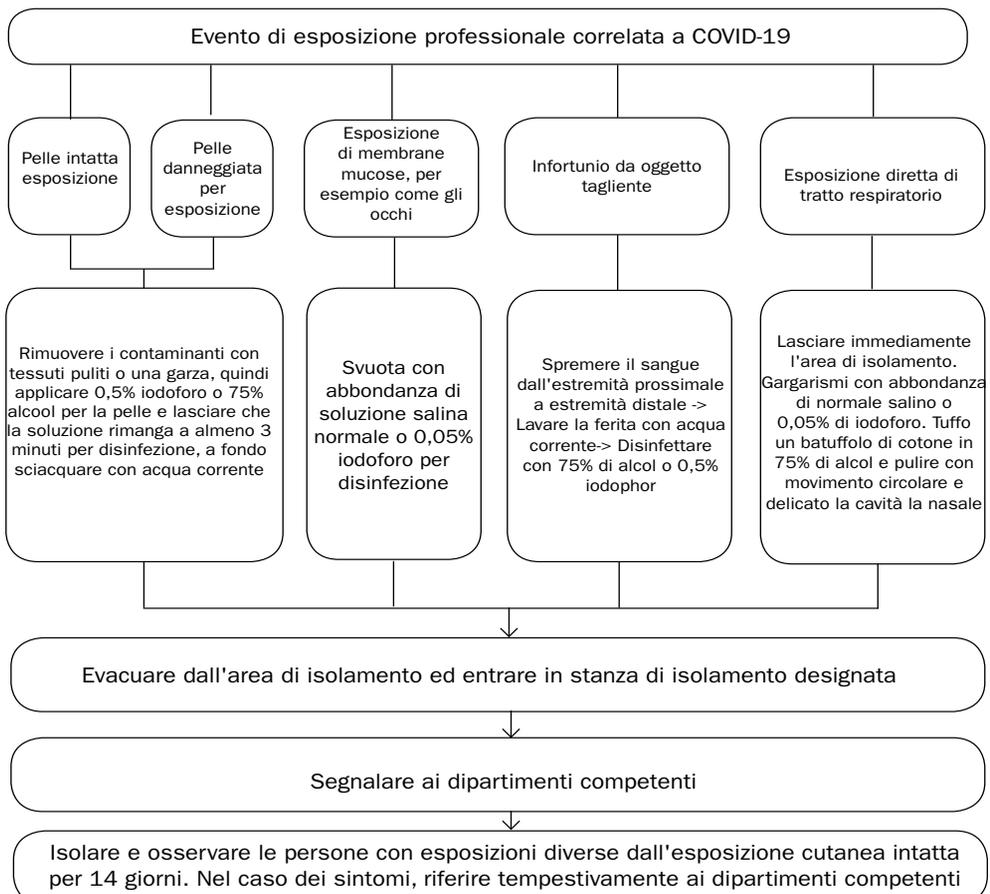 Evento di esposizione professionale correlata a COVID-19
Pelle intatta
esposizione
Pelle
danneggiata
per
esposizione
Esposizione
di membrane
mucose, per
esempio come gli
occhi
Infortunio da oggetto
tagliente
Esposizione diretta di
tratto respiratorio
Rimuovere i contaminanti con
tessuti puliti o una garza, quindi
applicare 0,5% iodoforo o 75%
alcool per la pelle e lasciare che
la soluzione rimanga a almeno 3
minuti per disinfezione, a fondo
sciacquare con acqua corrente
Svuota con
abbondanza di
soluzione salina
normale o 0,05%
iodoforo per
disinfezione
Spremere il sangue
dall'estremità prossimale
a estremità distale ->
Lavare la ferita con acqua
corrente-> Disinfettare
con 75% di alcol o 0,5%
iodophor
Lasciare immediatamente
l'area di isolamento.
Gargarismi con abbondanza
di normale salino o
0,05% di iodoforo. Tuffo
un batuffolo di cotone in
75% di alcol e pulire con
movimento circolare e
delicato la cavità la nasale
Evacuare dall'area di isolamento ed entrare in stanza di isolamento designata
Segnalare ai dipartimenti competenti
Isolare e osservare le persone con esposizioni diverse dall'esposizione cutanea intatta
per 14 giorni. Nel caso dei sintomi, riferire tempestivamente ai dipartimenti competenti